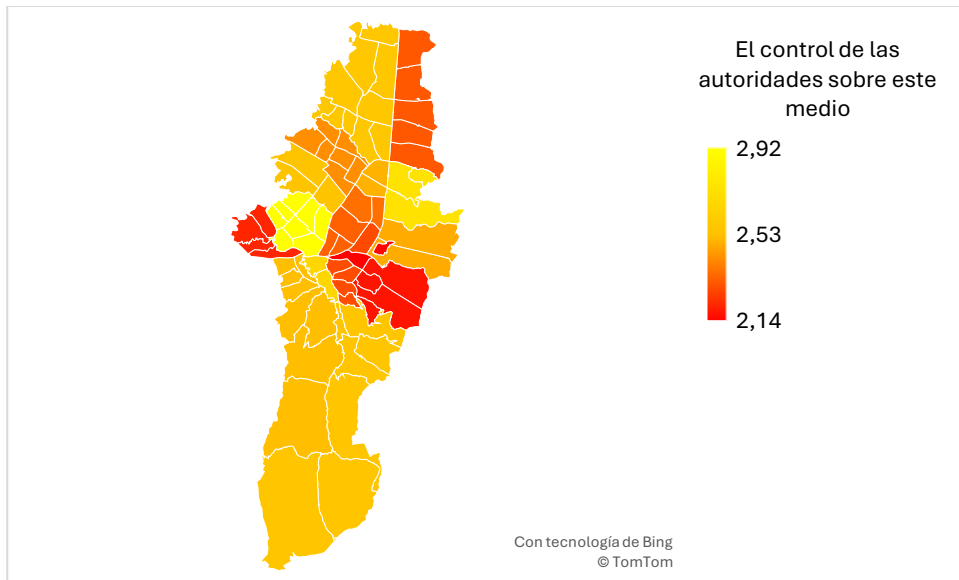 El control de las
autoridades sobre este
medio
2,92
2,53
2,14
Con tecnología de Bing
© TomTom